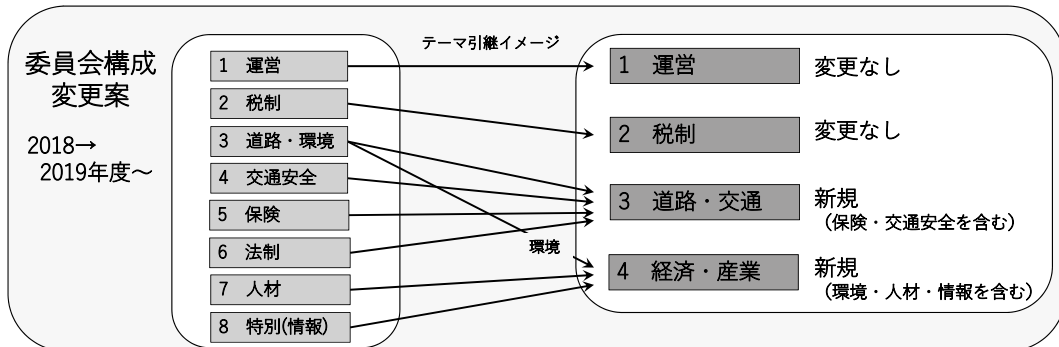 委員会構成
変更案
2018→
2019年度～
1 運営
2 税制
3 道路・環境
4 交通安全
5 保険
6 法制
7 人材
8 特別(情報)
テーマ引継イメージ
環境
1 運営
変更なし
2 税制
変更なし
3 道路・交通
新規
（保険・交通安全を含む）
4 経済・産業
新規
（環境・人材・情報を含む）